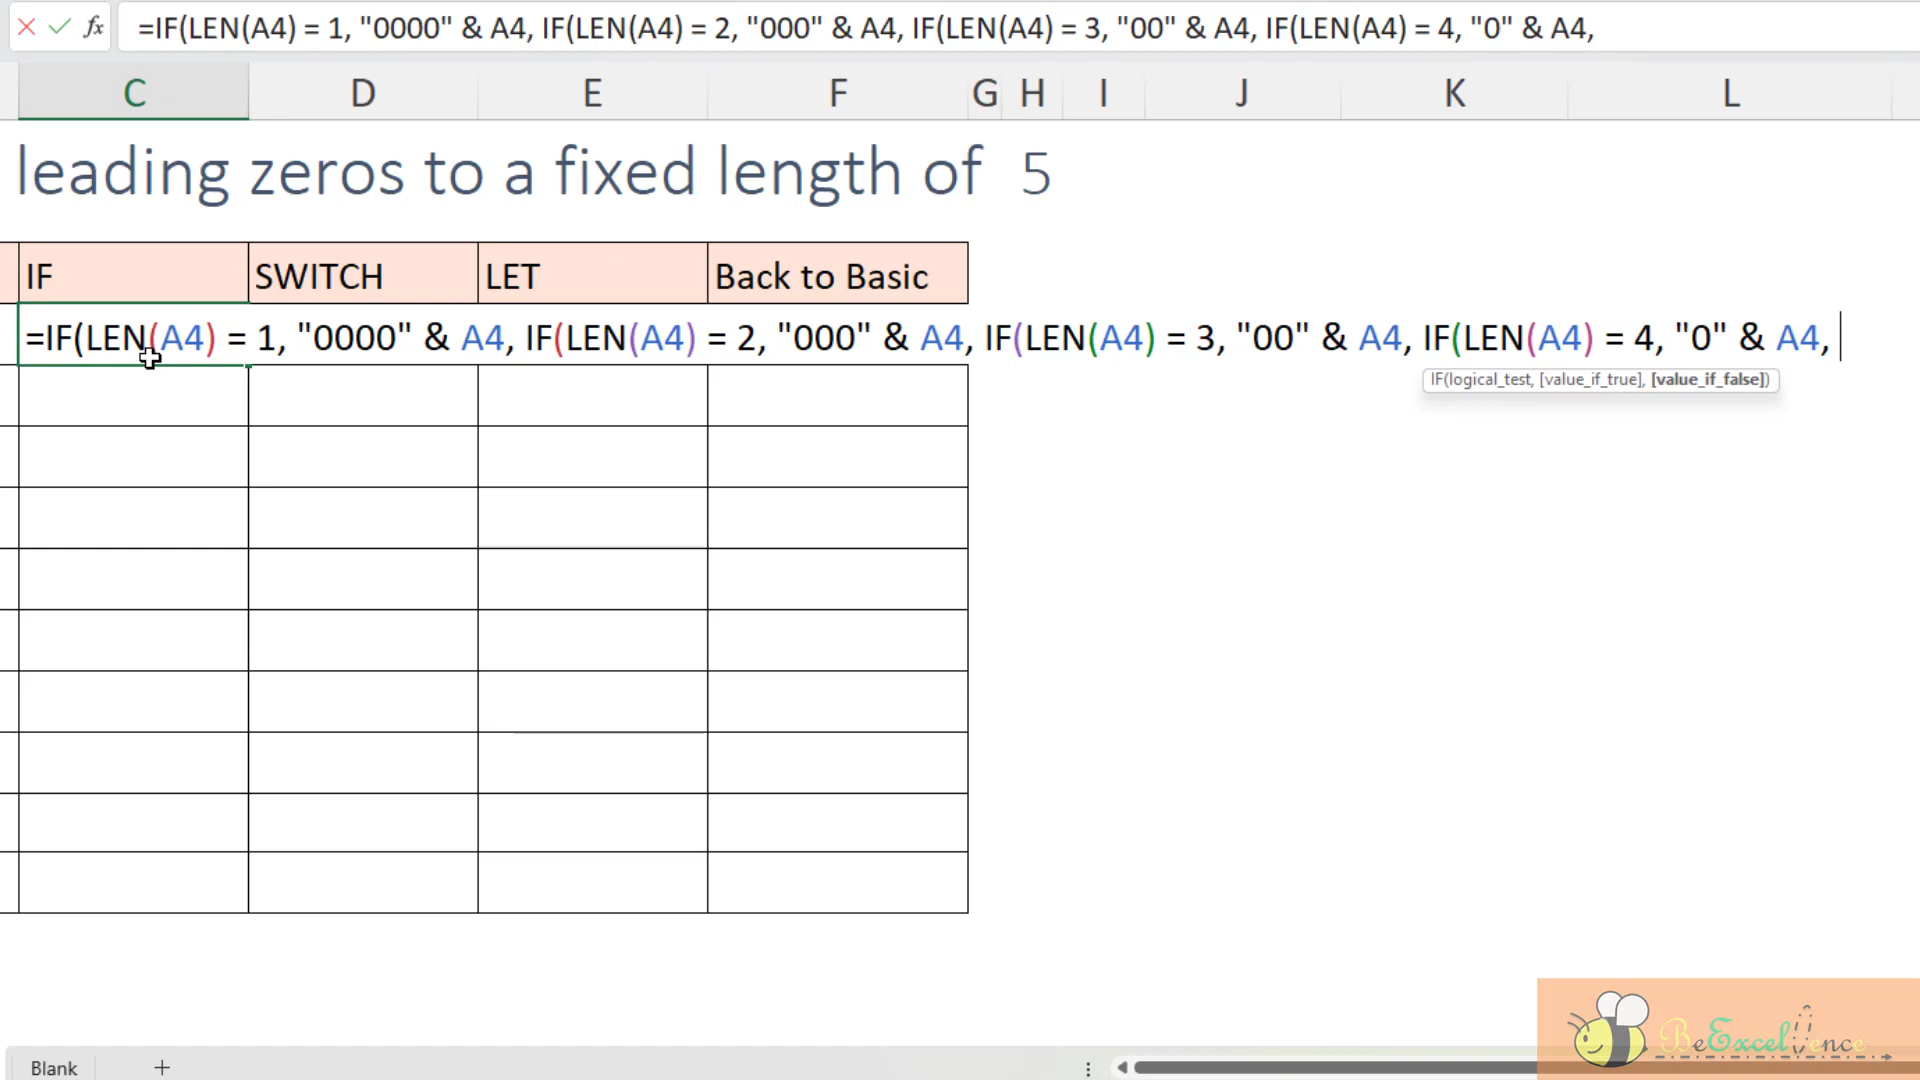 fx =IF(LEN(A4) = 1, "0000" & A4, IF(LEN(A4) = 2, "000" & A4, IF(LEN(A4) = 3, "00" & A4, IF(LEN(A4) = 4, "0" & A4,
C D E F G H I J K L
leading zeros to a fixed length of 5
IF SWITCH LET Back to Basic
=IF(LEN(A4) = 1, "0000" & A4, IF(LEN(A4) = 2, "000" & A4, IF(LEN(A4) = 3, "00" & A4, IF(LEN(A4) = 4, "0" & A4,
IF(logical_test, [value_if_true], [value_if_false])
BeExcellence
Blank